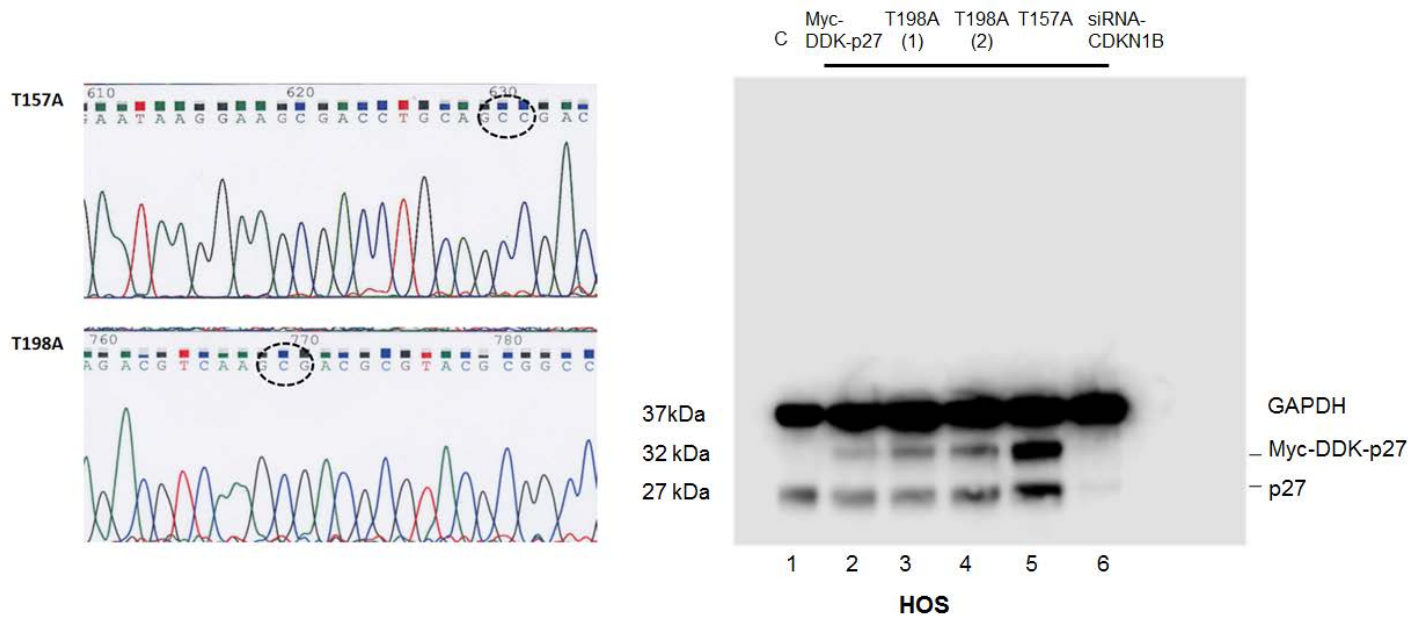 C
Myc-
DDK-p27
T198A
(1)
T198A
(2)
T157A
siRNA-
CDKN1B
T157A
610 620 630
G A A T A A G G A A G C G A C C T G C A G C C G A C
T198A
760 770 780
A G A C G T C A A G C G A C G C G T A C G C G G C C
37kDa
32 kDa
27 kDa
GAPDH
Myc-DDK-p27
p27
1 2 3 4 5 6
HOS